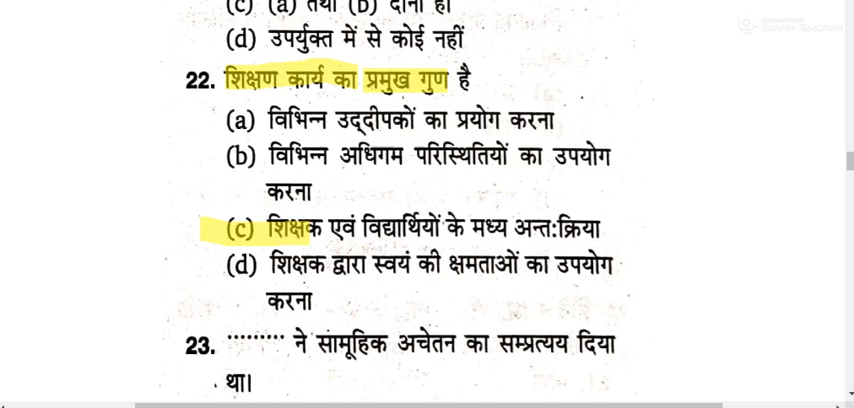 (c) (a) तथा (b) दोनों ही
(d) उपर्युक्त में से कोई नहीं
22. शिक्षण कार्य का प्रमुख गुण है
(a) विभिन्न उद्दीपकों का प्रयोग करना
(b) विभिन्न अधिगम परिस्थितियों का उपयोग
करना
(c) शिक्षक एवं विद्यार्थियों के मध्य अन्त:क्रिया
(d) शिक्षक द्वारा स्वयं की क्षमताओं का उपयोग
करना
23. ......... ने सामूहिक अचेतन का सम्प्रत्यय दिया
था।